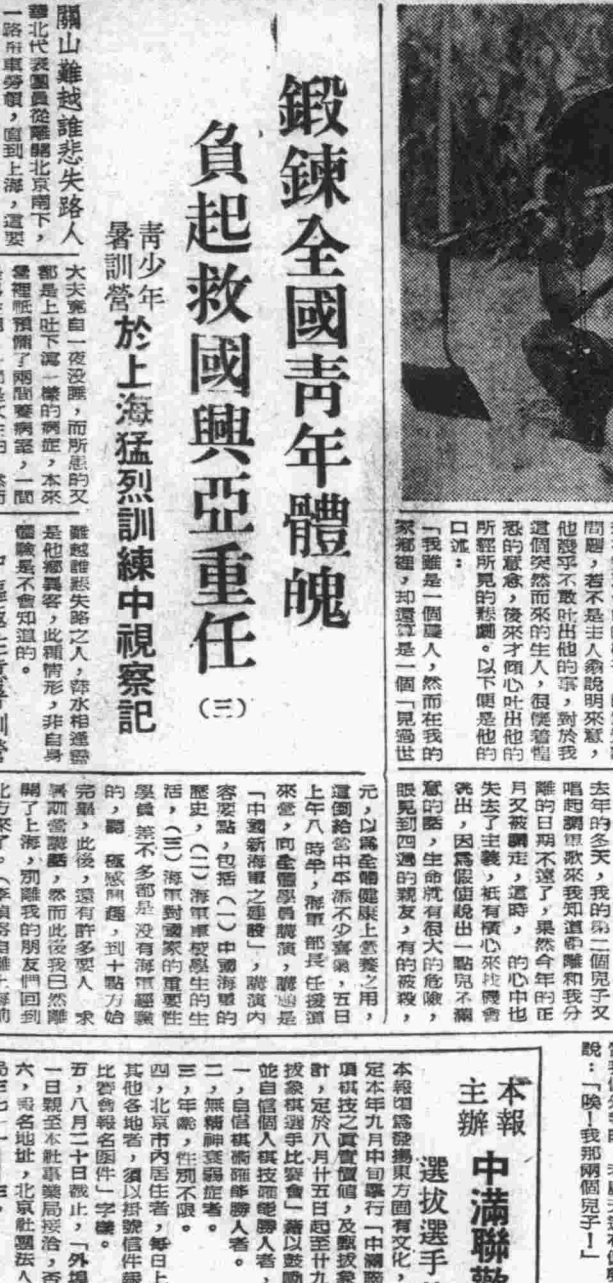 鍛鍊全國青年體魄
負起救國興亞重任
(三)
青少年
暑訓營
於上海猛烈訓練中視察記
關山難越誰悲失路人
華北代表團員從離開北京南下，
一路舟車勞頓，直到上海，這要
大夫竟自一夜沒睡，而所患的又
都是上吐下瀉一樣的病症，本來
營裡祇預備了兩間養病室，一間
難越誰悲失路之人，萍水相逢盡
是他鄉異客，此種情形，非自身
體驗是不會知道的。
問題，若不是主人翁說明來意，
他幾乎不敢吐出他的事，對於我
這個突然而來的生人，很懷着惶
恐的意念，後來才傾心吐出他的
所經所見的悲劇。以下便是他的
口述：
「我雖是一個農人，然而在我的
家鄉裡，却還算是一個「見過世
去年的冬天，我的第二個兒子又
唱起調軍歌來我知道要離和我分
離的日期不遠了，果然今年的正
月又被調走，這時，的心中也
失去了主義，祇有橫心來找機會
逃出，因爲假使說出一點兒不滿
意的話，生命就有很大的危險，
眼見到四週的親友，有的被殺，
元，以爲全體健康上營養之用，
這倒給當中年添不少喜氣，五日
上午八時半，海軍部長任援道
來營，向全體學員講演，講題是
「中國新海軍之建設」，講演內
容要點，包括（一）中國海軍的
歷史，（二）海軍軍校學生的生
活，（三）海軍對國家的重要性
學員差不多都是沒有海軍經驗
的，聽極感興趣，到十點方始
完畢，此後，還有許多要人來
暑訓營講話，然而此後我已然離
開了上海，別離我的朋友們回到
北方來了。
說：「唉！我那兩個兒子！」
本報
主辦
中滿聯
選拔選手
本報頃爲發揚東方固有文化，
定本年九月中旬舉行「中滿聯
項棋技之真實價值，及甄拔象
計，定於八月廿五日起至廿九
拔象棋選手比賽會」藉以鼓勵
並自信個人棋技確能勝人者，
一，自信棋術確能勝人者。
二，無精神衰弱症者。
三，年齡，性別不限。
四，北京市內居住者，每日上
其他各地者，須以掛號信件報
比賽會報名函件」字樣。
五，八月二十日截止，「外埠
一日親至本社事業局接洽，否
六，報名地址，北京社團法人